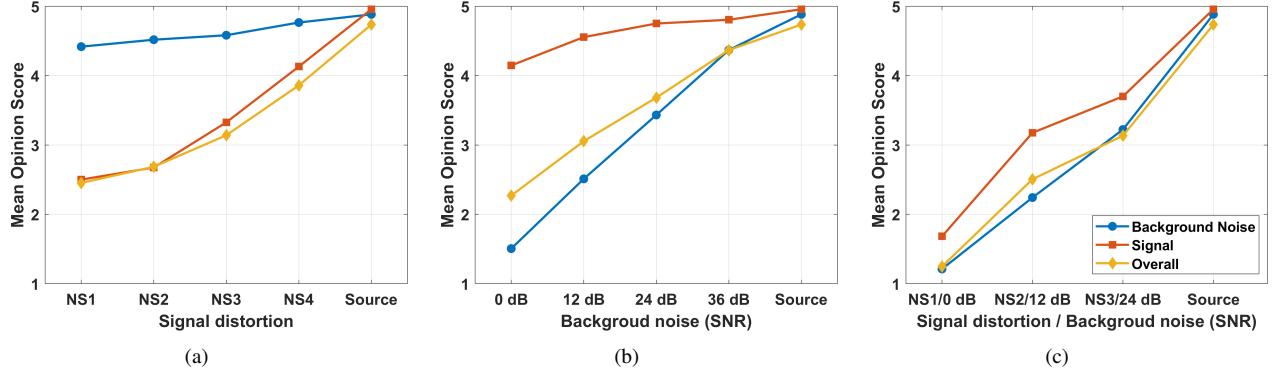 Mean Opinion Score
5
4
3
2
1
NS1 NS2 NS3 NS4 Source
Signal distortion
(a)
Mean Opinion Score
5
4
3
2
1
0 dB 12 dB 24 dB 36 dB Source
Backgroud noise (SNR)
(b)
Mean Opinion Score
5
4
3
2
1
Background Noise
Signal
Overall
NS1/0 dB NS2/12 dB NS3/24 dB Source
Signal distortion / Backgroud noise (SNR)
(c)